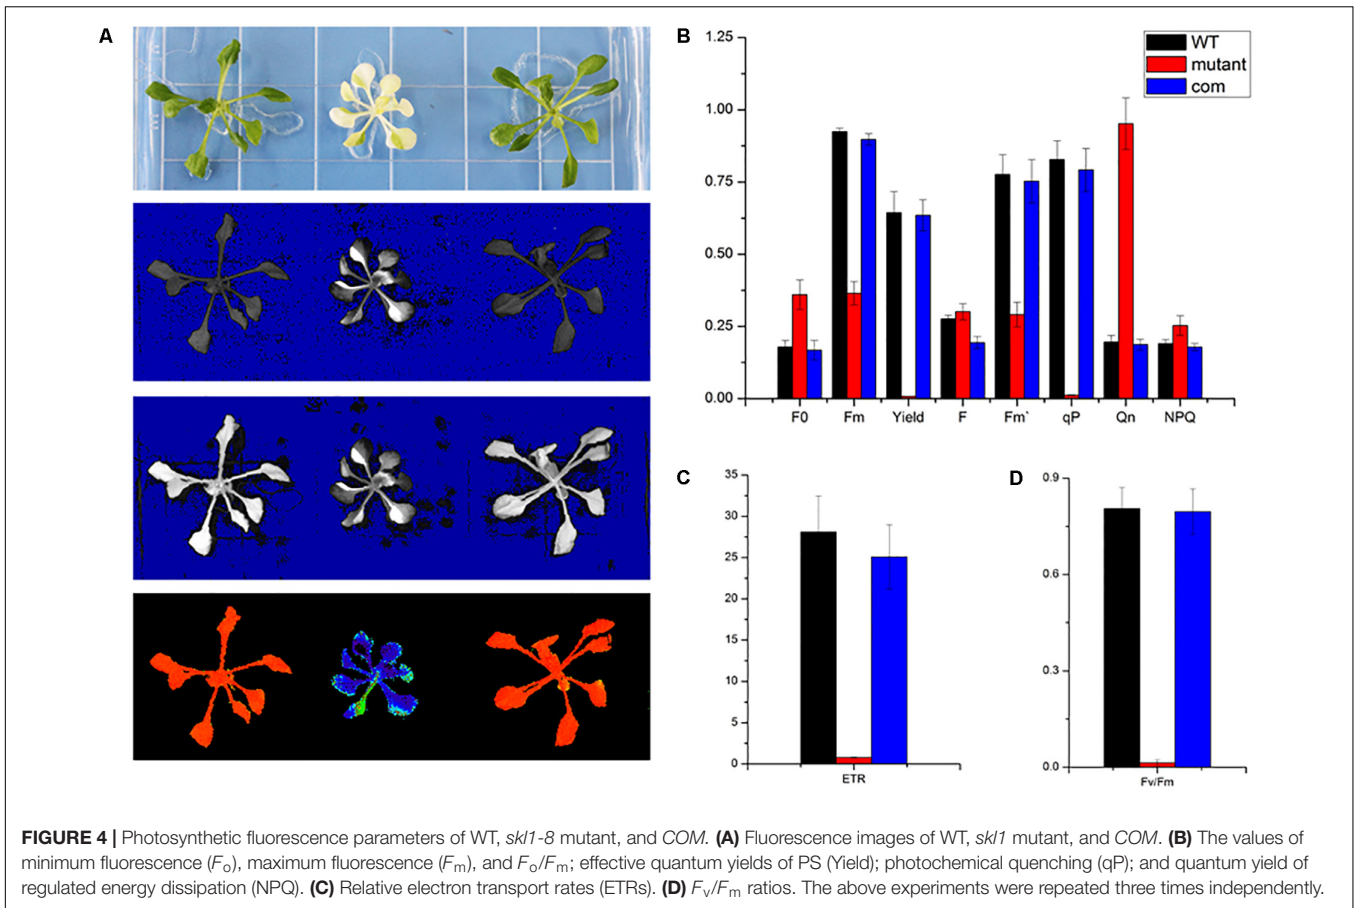 A
B
1.25
1.00
0.75
0.50
0.25
0.00
WT
mutant
com
F0 Fm Yield F Fm` qP Qn NPQ
C
35
30
25
20
15
10
5
0
ETR
D
0.9
0.6
0.3
0.0
Fv/Fm
FIGURE 4 | Photosynthetic fluorescence parameters of WT, skl1-8 mutant, and COM. (A) Fluorescence images of WT, skl1 mutant, and COM. (B) The values of
minimum fluorescence (Fo), maximum fluorescence (Fm), and Fo/Fm; effective quantum yields of PS (Yield); photochemical quenching (qP); and quantum yield of
regulated energy dissipation (NPQ). (C) Relative electron transport rates (ETRs). (D) Fv/Fm ratios. The above experiments were repeated three times independently.